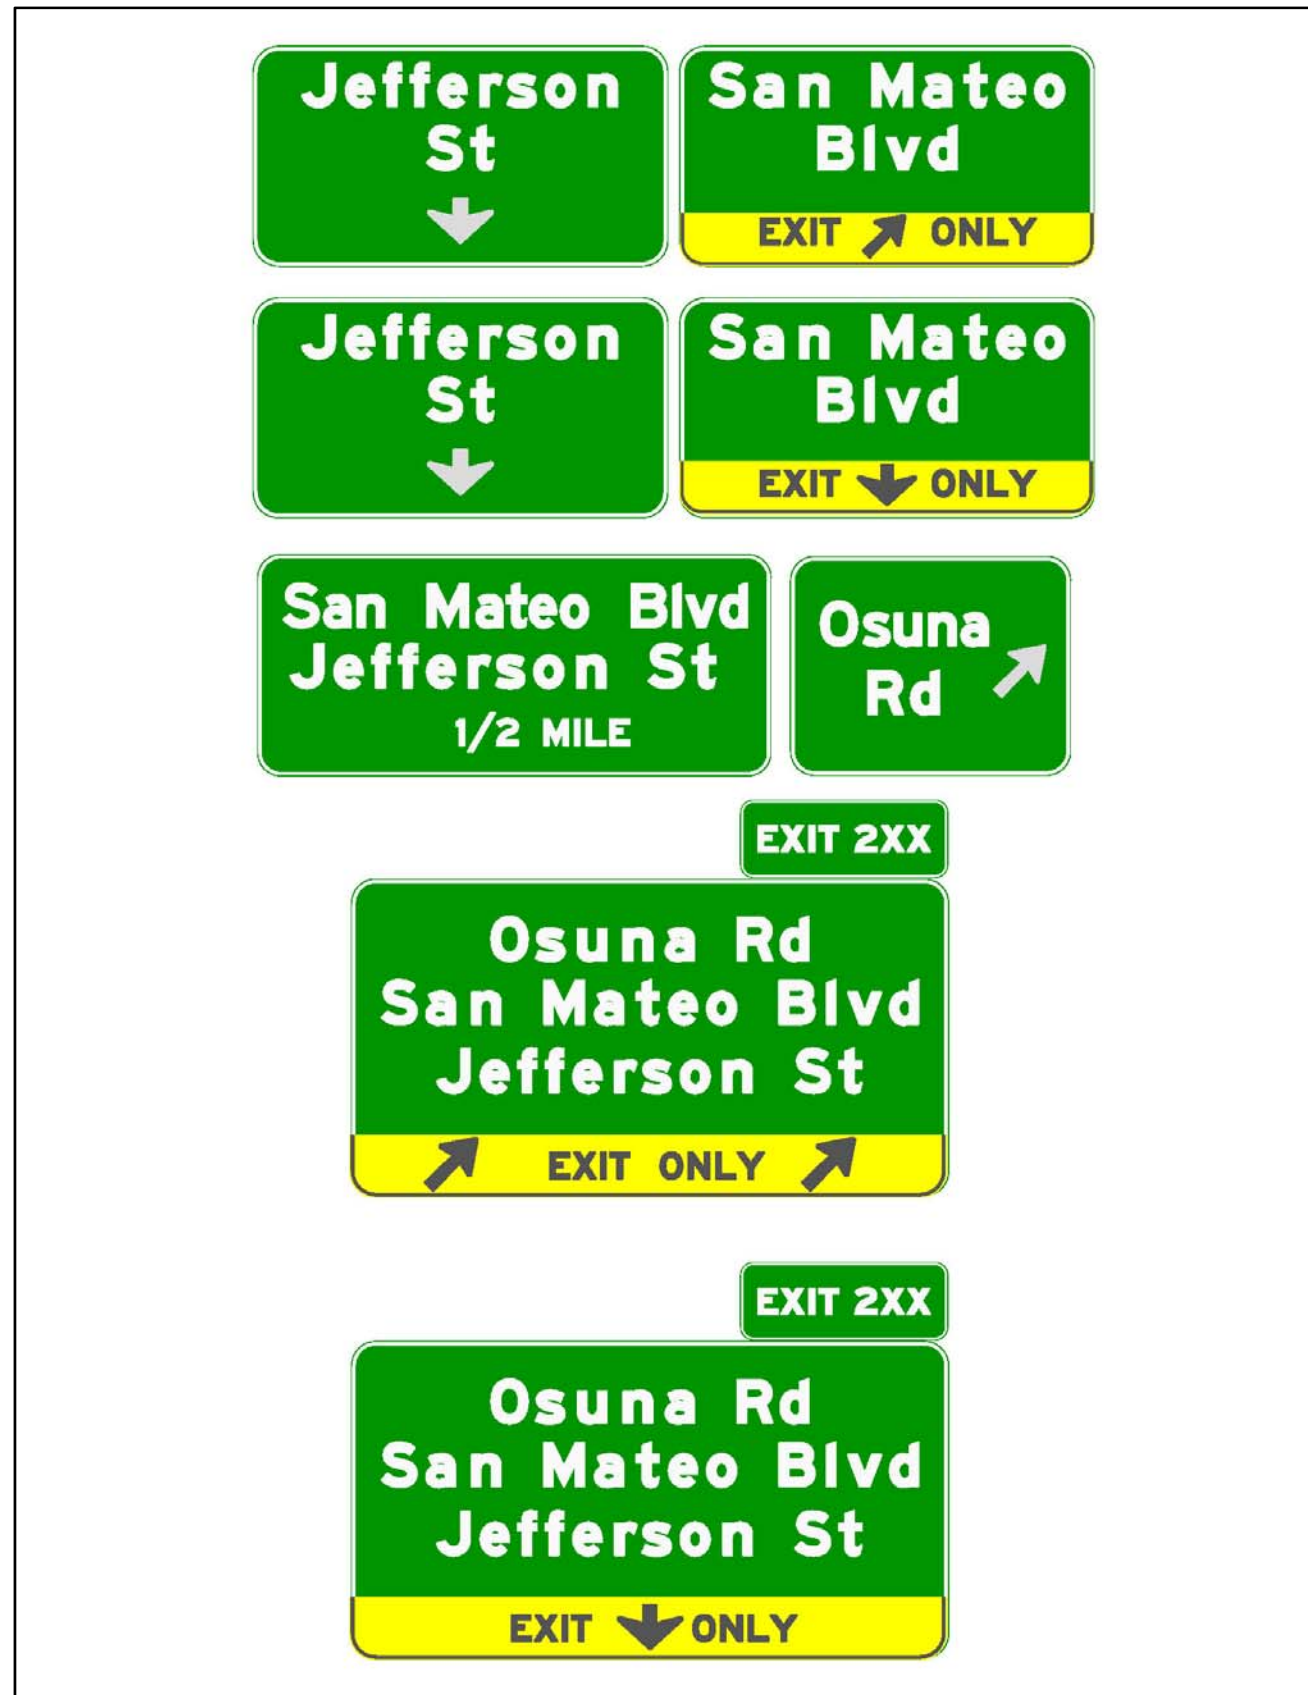 Jefferson
St
San Mateo
Blvd
EXIT ONLY
Jefferson
St
San Mateo
Blvd
EXIT ONLY
San Mateo Blvd
Jefferson St
1/2 MILE
Osuna
Rd
EXIT 2XX
Osuna Rd
San Mateo Blvd
Jefferson St
EXIT ONLY
EXIT 2XX
Osuna Rd
San Mateo Blvd
Jefferson St
EXIT ONLY